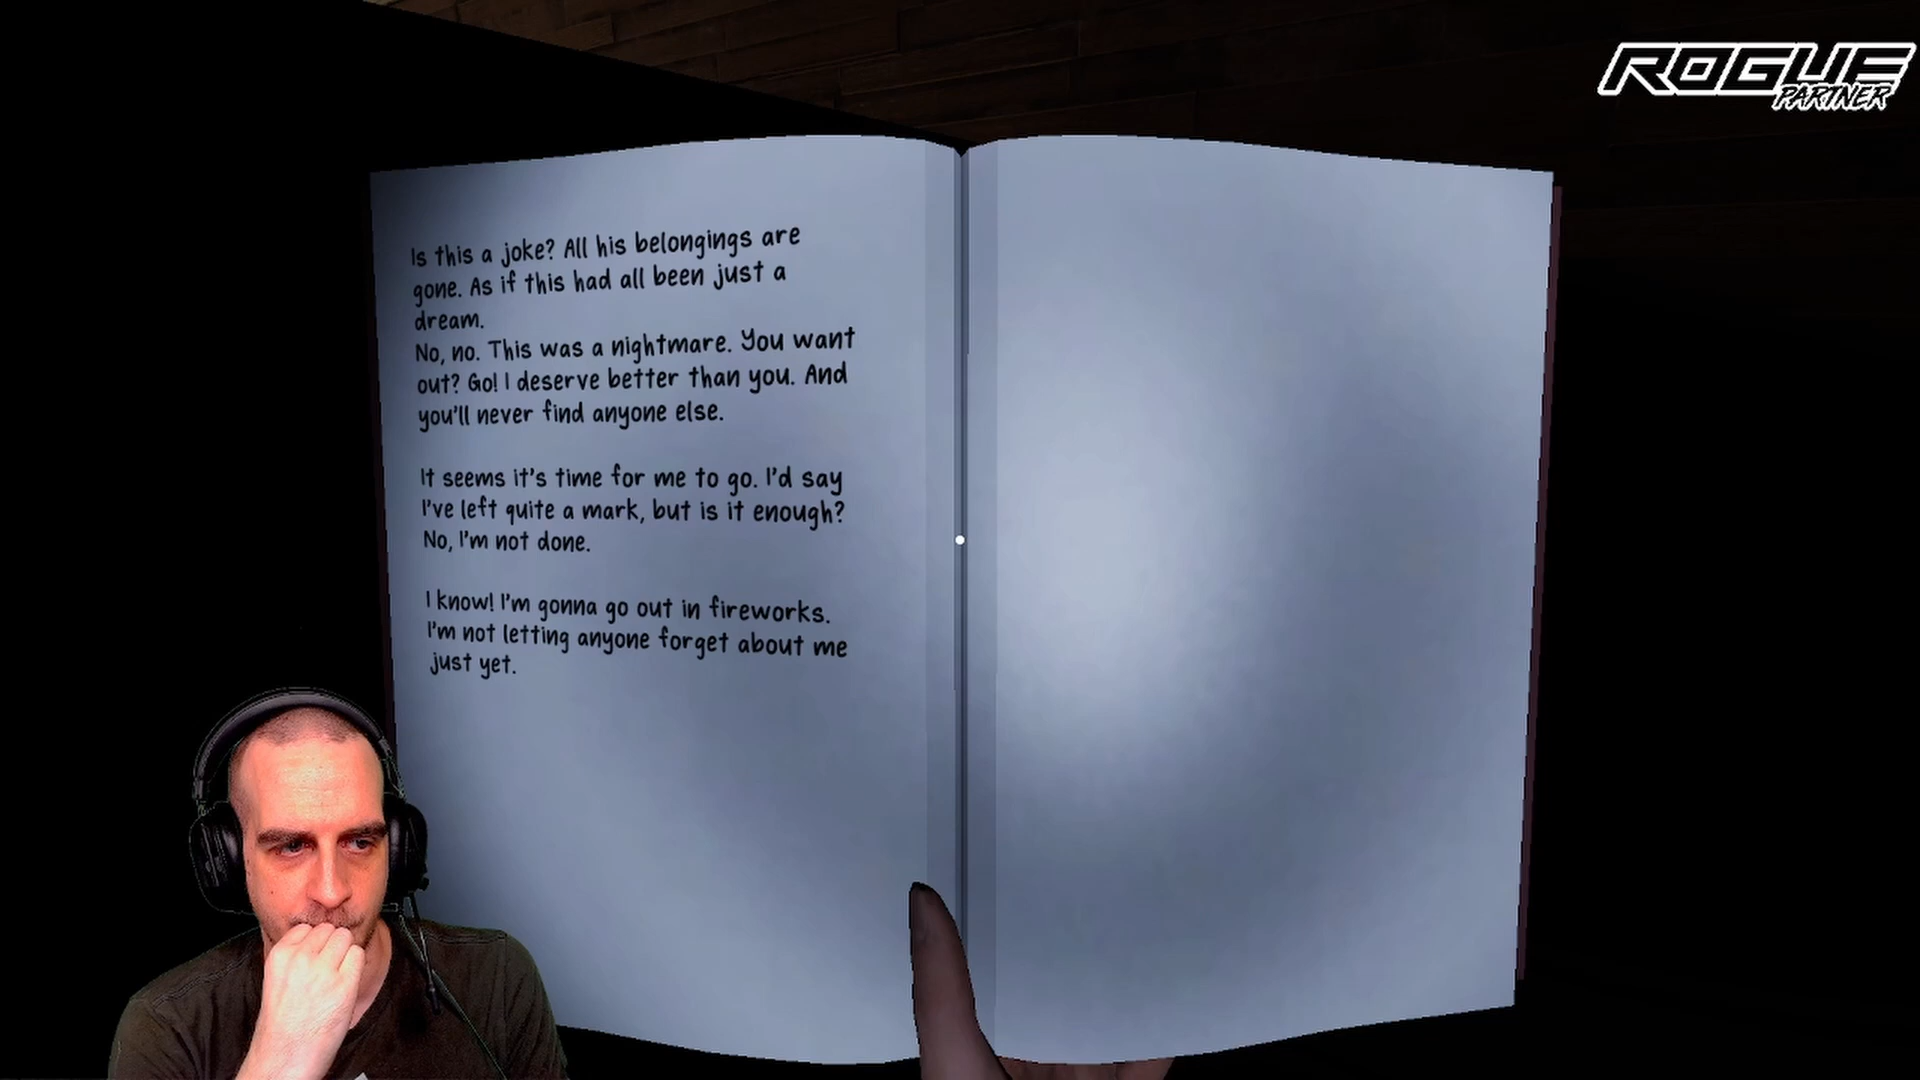 ROGUE
PARTNER
Is this a joke? All his belongings are
gone. As if this had all been just a
dream.
No, no. This was a nightmare. You want
out? Go! I deserve better than you. And
you'll never find anyone else.
It seems it's time for me to go. I'd say
I've left quite a mark, but is it enough?
No, I'm not done.
I know! I'm gonna go out in fireworks.
I'm not letting anyone forget about me
just yet.